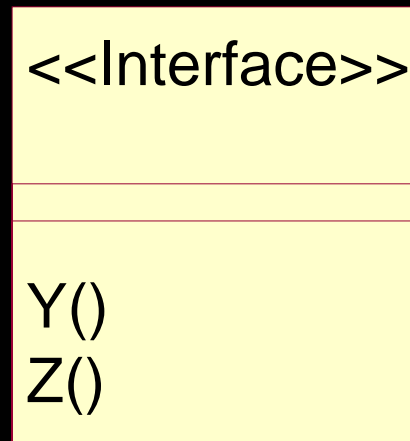 <<Interface>>
Y()
Z()